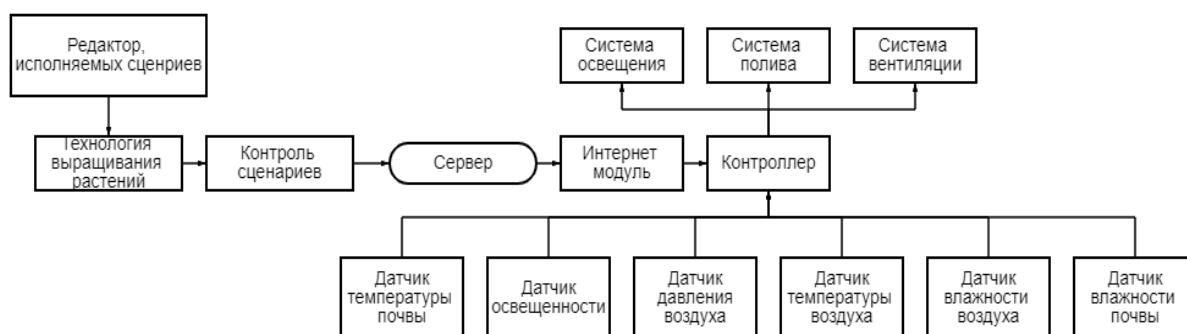 Редактор,
исполняемых сценриев
Система
освещения
Система
полива
Система
вентиляции
Технология
выращивания
растений
Контроль
сценариев
Сервер
Интернет
модуль
Контроллер
Датчик
температуры
почвы
Датчик
освещенности
Датчик
давления
воздуха
Датчик
температуры
воздуха
Датчик
влажности
воздуха
Датчик
влажности
почвы